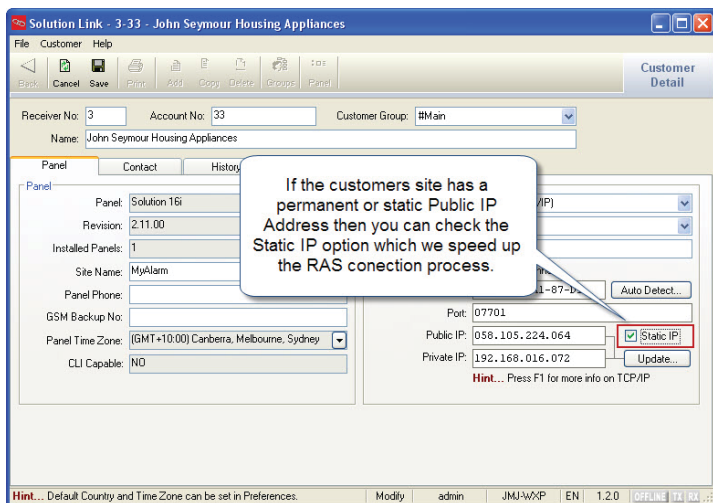 Solution Link - 3-33 - John Seymour Housing Appliances
File Customer Help
Back Cancel Save Print Add Copy Delete Groups Panel
Customer
Detail
Receiver No: 3 Account No: 33 Customer Group: #Main
Name: John Seymour Housing Appliances
Panel Contact History
Panel
Panel: Solution 16i /IP)
Revision: 2.11.00
Installed Panels: 1
Site Name: MyAlarm
Panel Phone: Auto Detect...
GSM Backup No: Port: 07701
Panel Time Zone: (GMT+10:00) Canberra, Melbourne, Sydney Public IP: 058.105.224.064 Static IP
CLI Capable: NO Private IP: 192.168.016.072 Update...
Hint... Press F1 for more info on TCP/IP
If the customers site has a
permanent or static Public IP
Address then you can check the
Static IP option which we speed up
the RAS conection process.
Hint... Default Country and Time Zone can be set in Preferences. Modify admin JMJ-WXP EN 1.2.0 OFFLINE TX RX